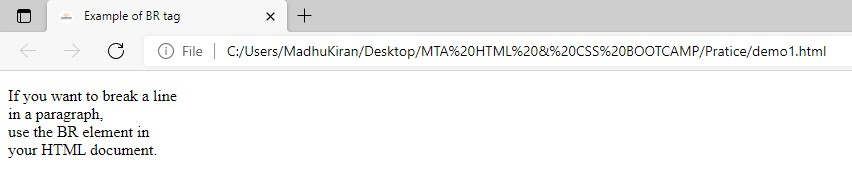 Example of BR tag
File | C:/Users/MadhuKiran/Desktop/MTA%20HTML%20&%20CSS%20BOOTCAMP/Pratice/demo1.html
If you want to break a line
in a paragraph,
use the BR element in
your HTML document.